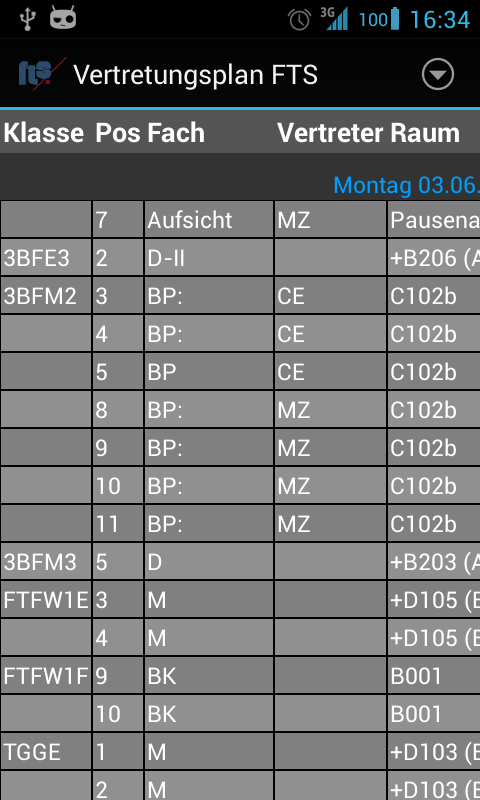 3G 100 16:34
fts Vertretungsplan FTS
Klasse Pos Fach Vertreter Raum
Montag 03.06.
7 Aufsicht MZ Pausena
3BFE3 2 D-II +B206 (A
3BFM2 3 BP: CE C102b
4 BP: CE C102b
5 BP CE C102b
8 BP: MZ C102b
9 BP: MZ C102b
10 BP: MZ C102b
11 BP: MZ C102b
3BFM3 5 D +B203 (A
FTFW1E 3 M +D105 (E
4 M +D105 (E
FTFW1F 9 BK B001
10 BK B001
TGGE 1 M +D103 (E
2 M +D103 (E